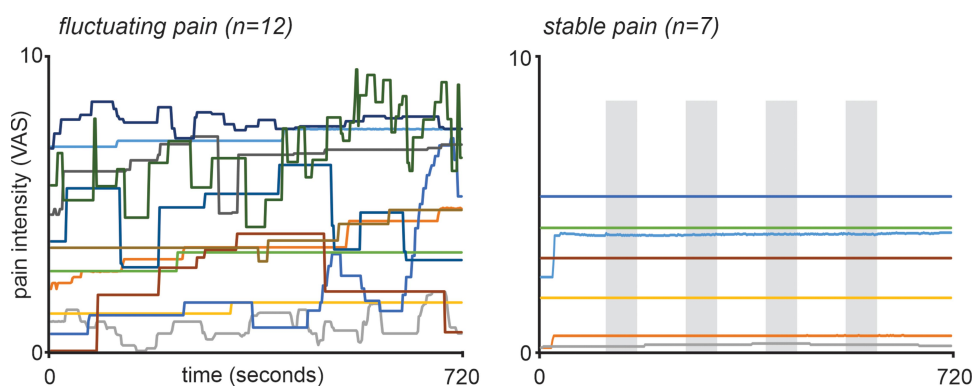 fluctuating pain (n=12)
stable pain (n=7)
10
10
pain intensity (VAS)
0
0
0
time (seconds)
720
0
720